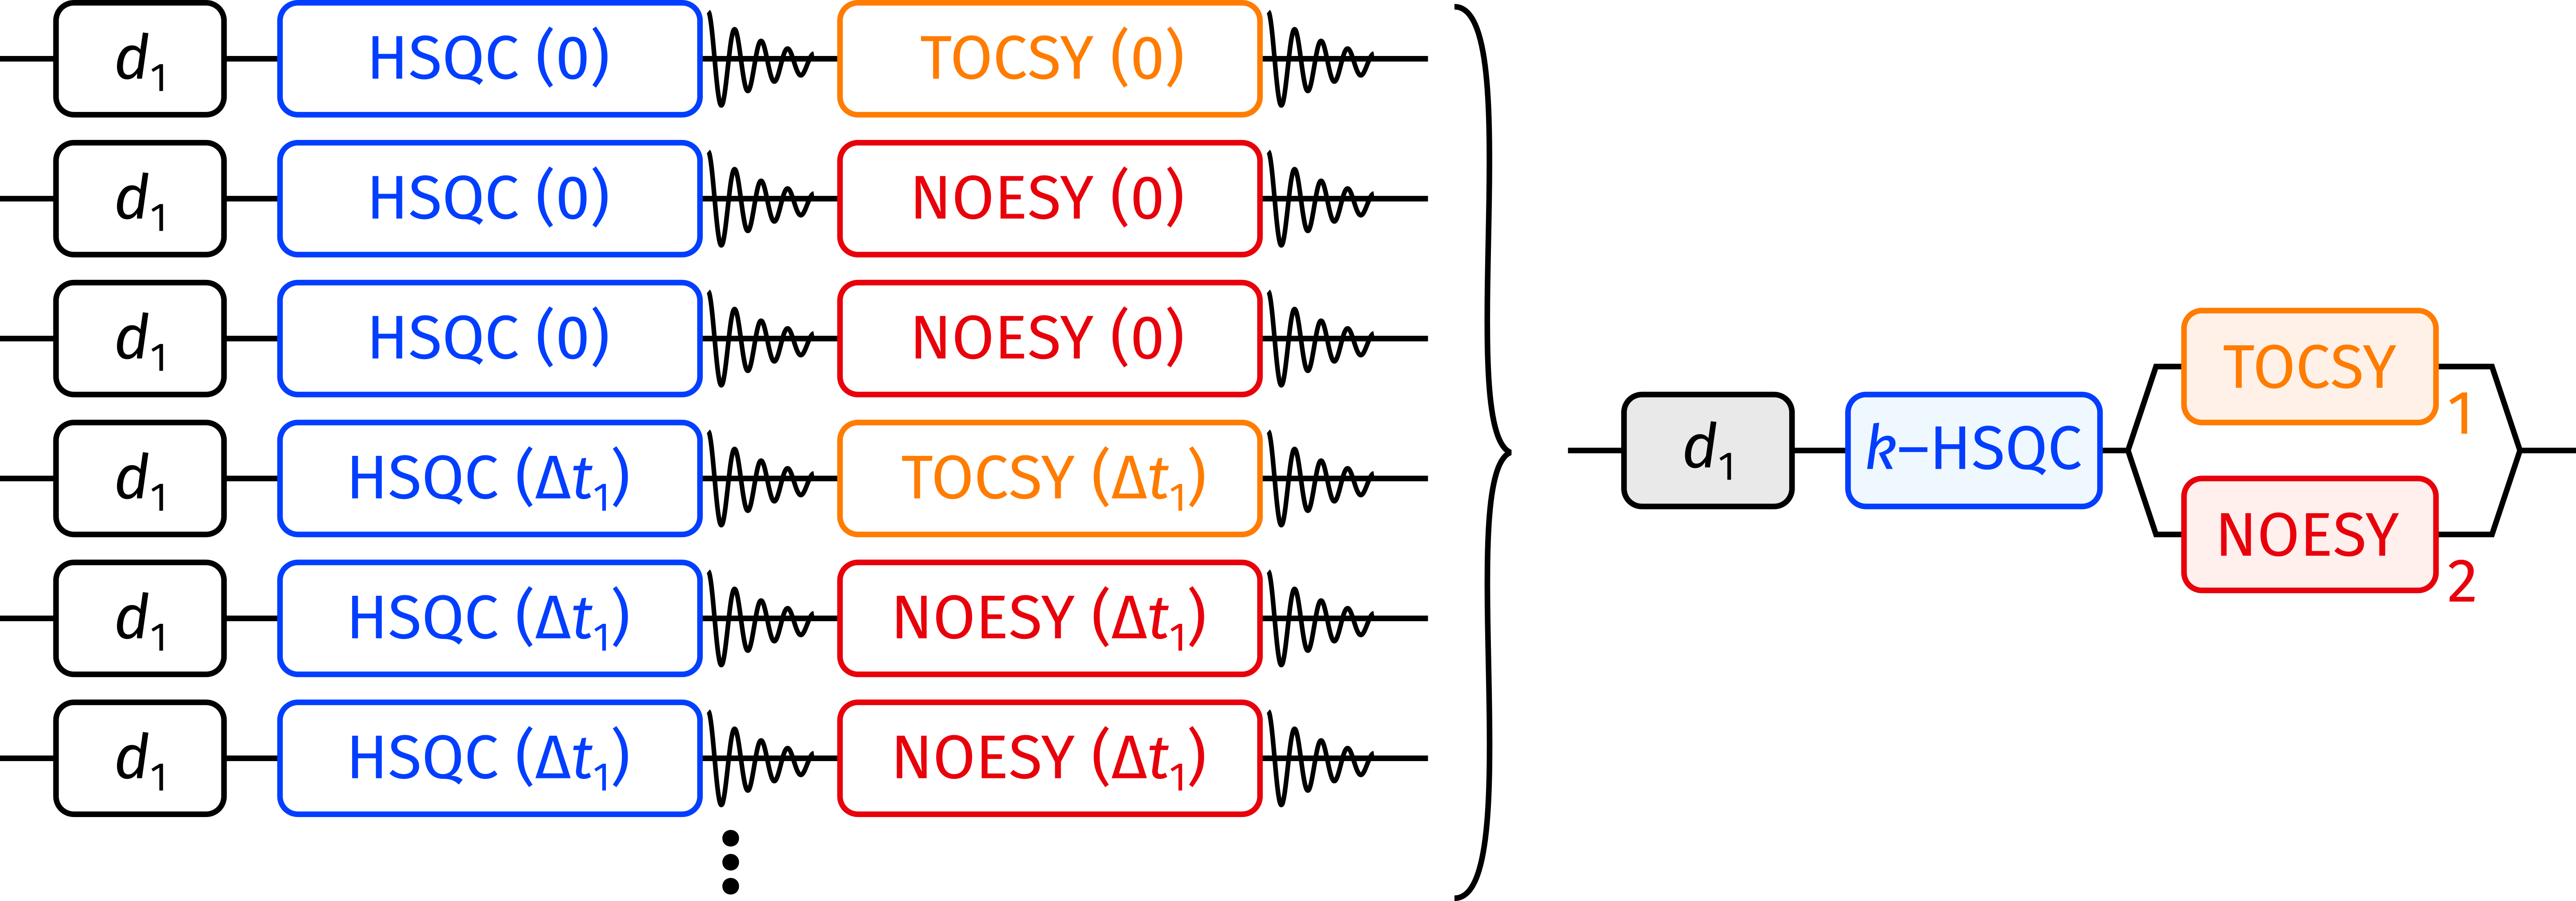 d₁ HSQC (0) TOCSY (0)
d₁ HSQC (0) NOESY (0)
d₁ HSQC (0) NOESY (0)
d₁ HSQC (Δt₁) TOCSY (Δt₁)
d₁ HSQC (Δt₁) NOESY (Δt₁)
d₁ HSQC (Δt₁) NOESY (Δt₁)
TOCSY 1
d₁ k–HSQC
NOESY 2